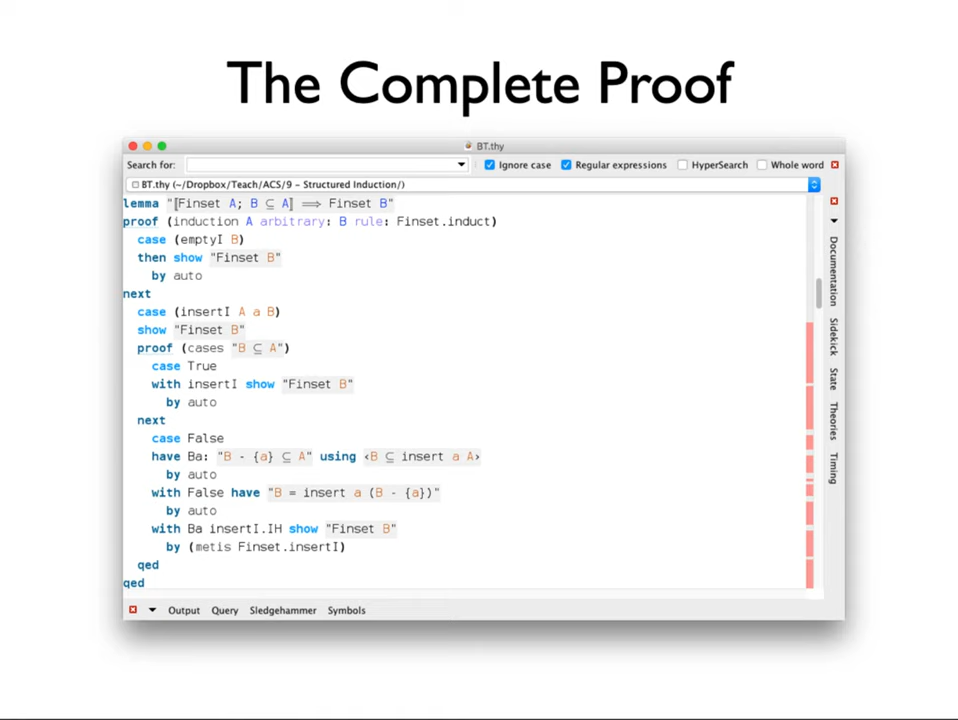 The Complete Proof
BT.thy
Search for: Ignore case Regular expressions HyperSearch Whole word
BT.thy (~/Dropbox/Teach/ACS/9 - Structured Induction/)
lemma "⟦Finset A; B ⊆ A⟧ ⟹ Finset B"
proof (induction A arbitrary: B rule: Finset.induct)
case (emptyI B)
then show "Finset B"
by auto
next
case (insertI A a B)
show "Finset B"
proof (cases "B ⊆ A")
case True
with insertI show "Finset B"
by auto
next
case False
have Ba: "B - {a} ⊆ A" using ‹B ⊆ insert a A›
by auto
with False have "B = insert a (B - {a})"
by auto
with Ba insertI.IH show "Finset B"
by (metis Finset.insertI)
qed
qed
Output Query Sledgehammer Symbols
Documentation
Sidekick
State
Theories
Timing